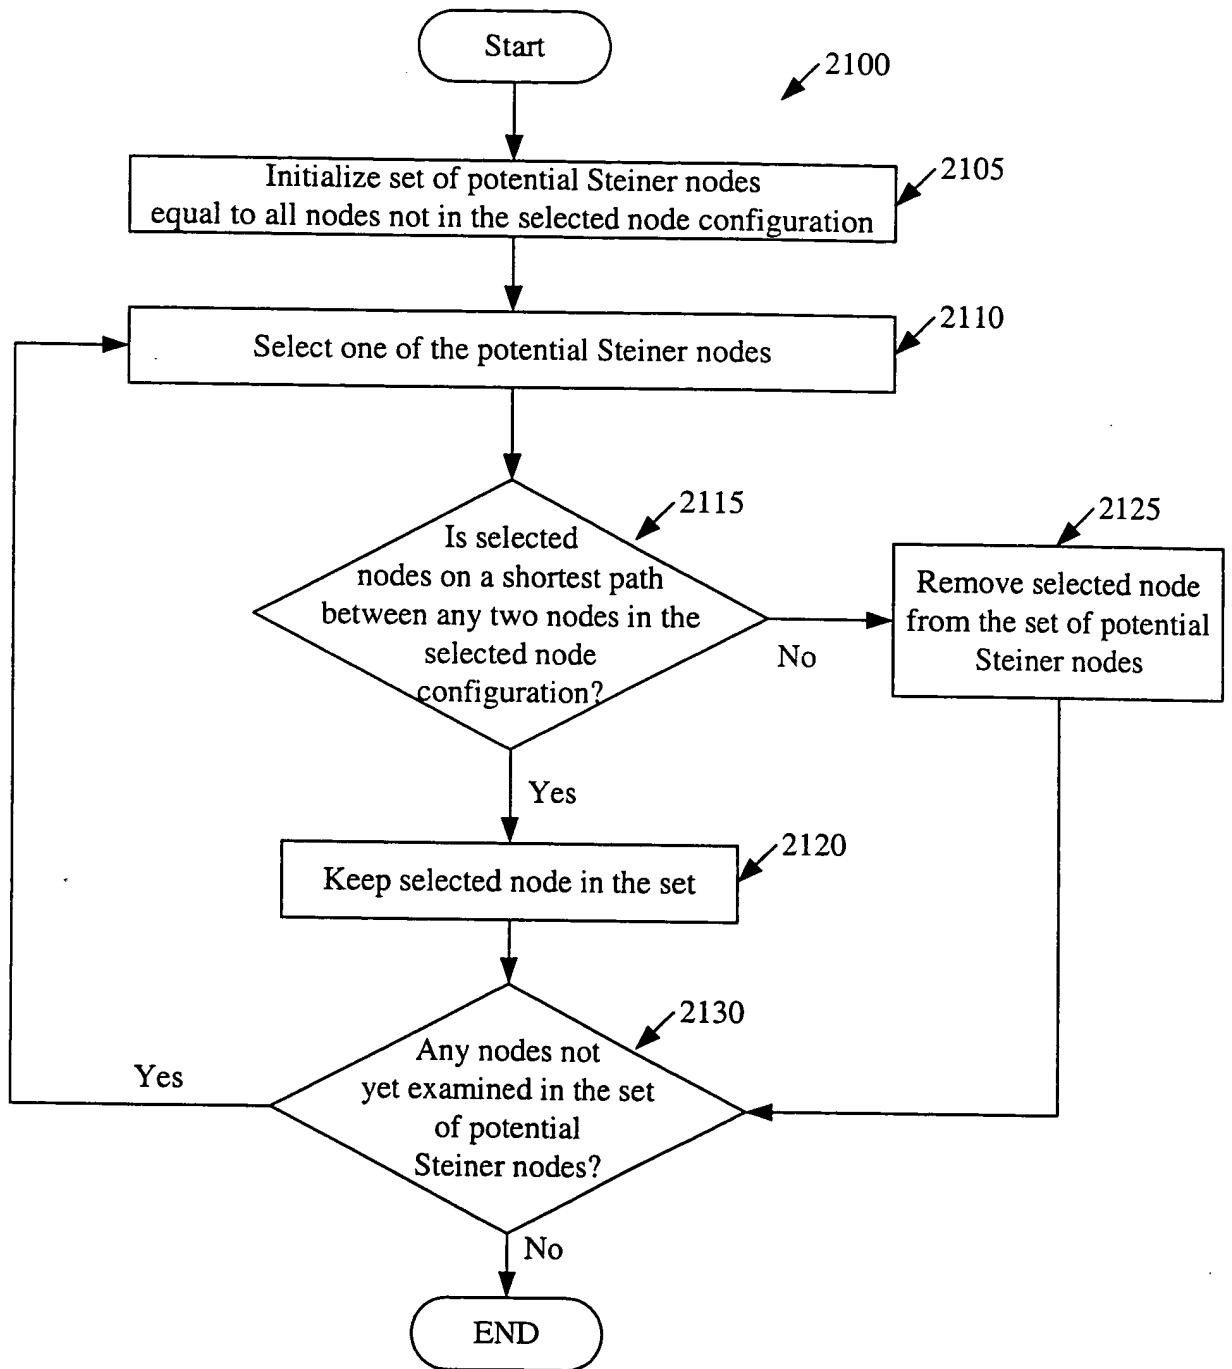 Start
2100
Initialize set of potential Steiner nodes
equal to all nodes not in the selected node configuration
2105
Select one of the potential Steiner nodes
2110
Is selected
nodes on a shortest path
between any two nodes in the
selected node
configuration?
2115
No
Remove selected node
from the set of potential
Steiner nodes
2125
Yes
Keep selected node in the set
2120
Any nodes not
yet examined in the set
of potential
Steiner nodes?
2130
Yes
No
END